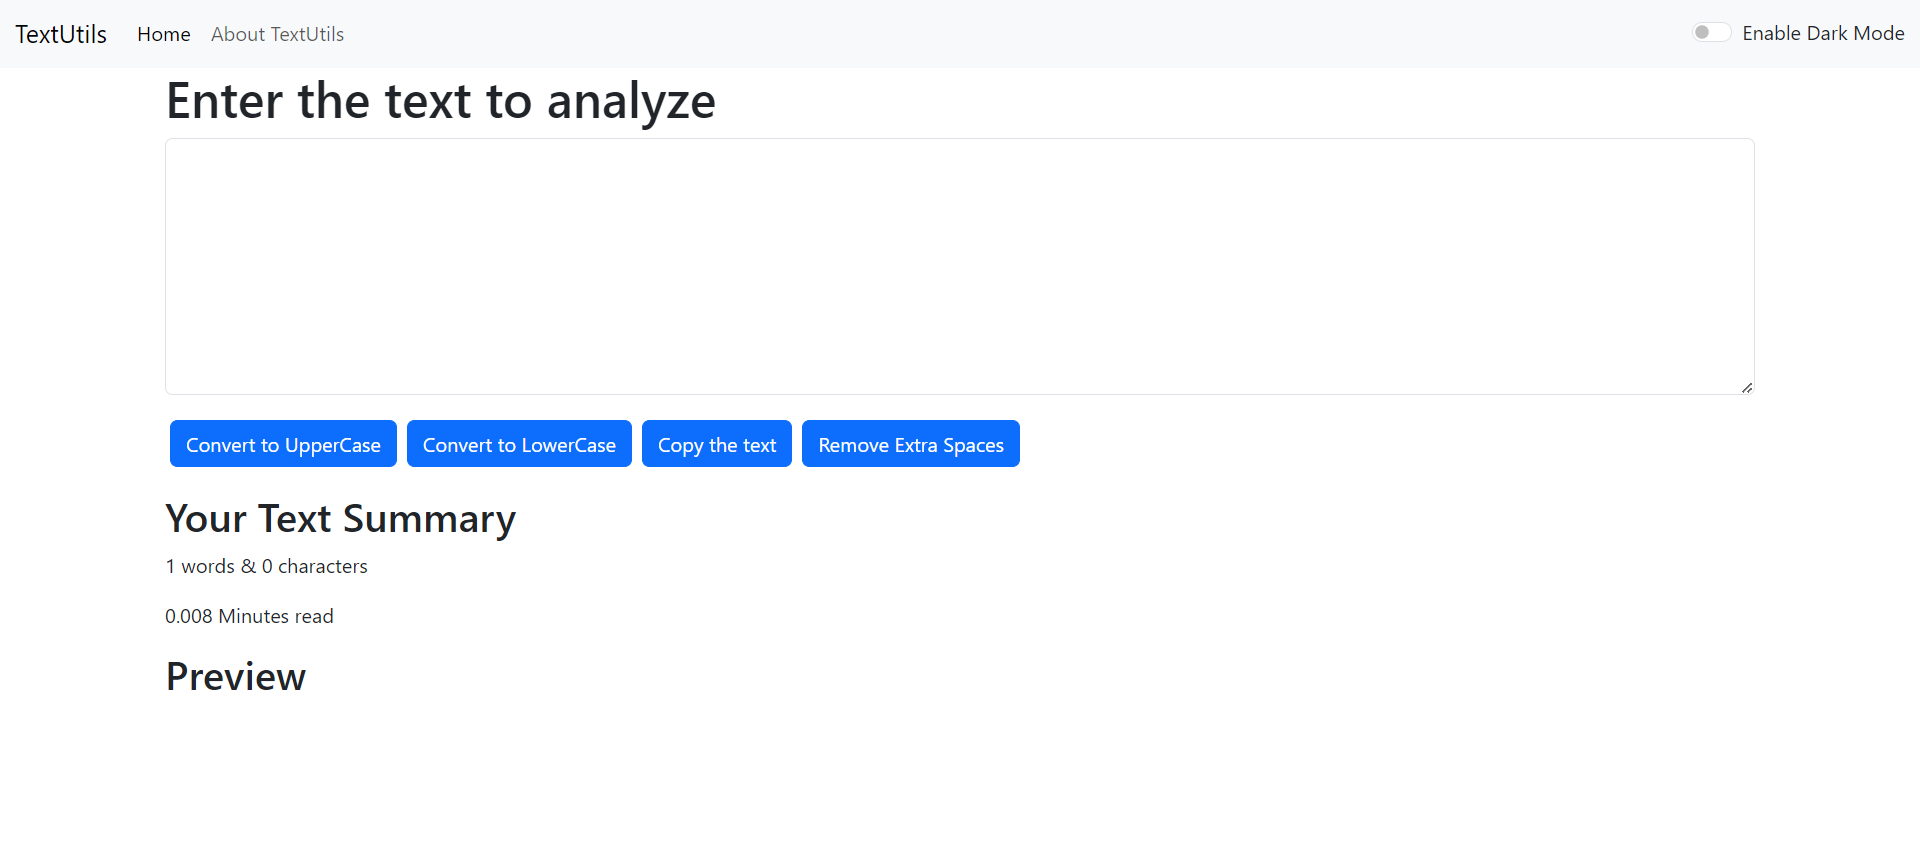 TextUtils Home About TextUtils Enable Dark Mode
Enter the text to analyze
Convert to UpperCase Convert to LowerCase Copy the text Remove Extra Spaces
Your Text Summary
1 words & 0 characters
0.008 Minutes read
Preview